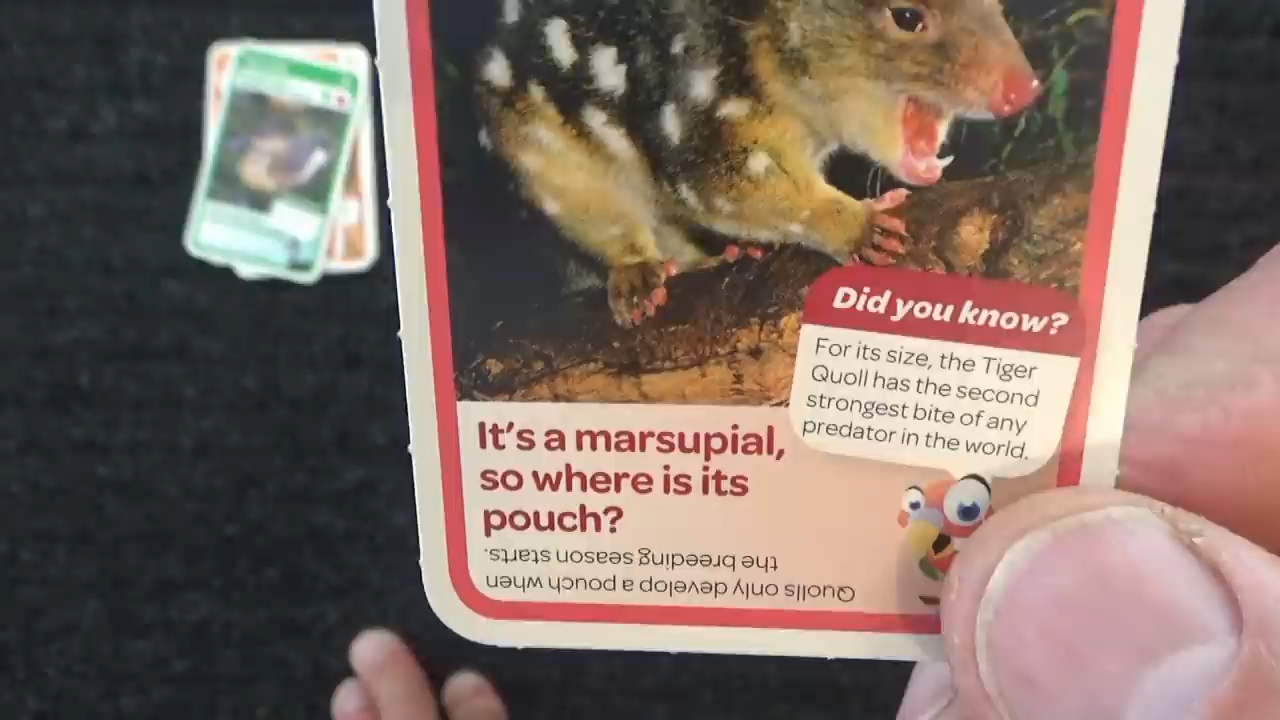 Did you know?
For its size, the Tiger
Quoll has the second
strongest bite of any
predator in the world.
It's a marsupial,
so where is its
pouch?
Quolls only develop a pouch when
the breeding season starts.